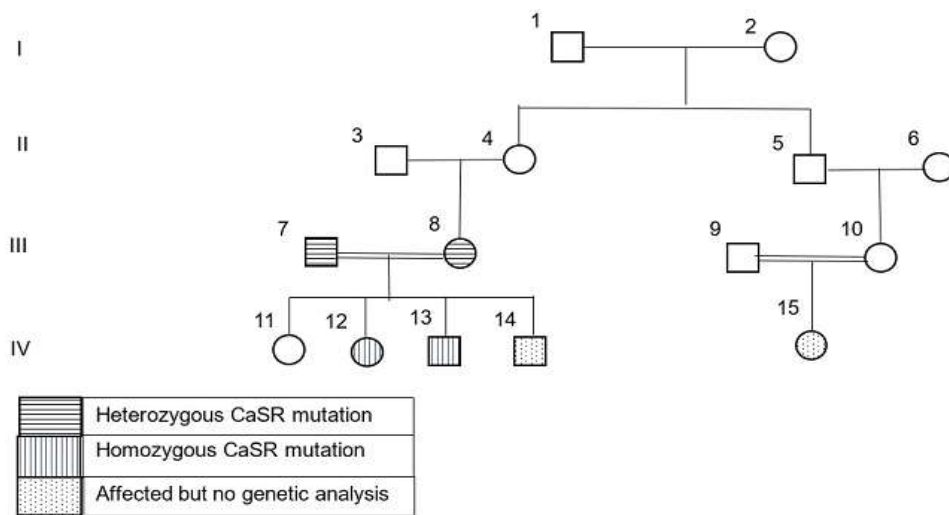 I
1
2
II
3
4
5
6
III
7
8
9
10
IV
11
12
13
14
15
Heterozygous CaSR mutation
Homozygous CaSR mutation
Affected but no genetic analysis